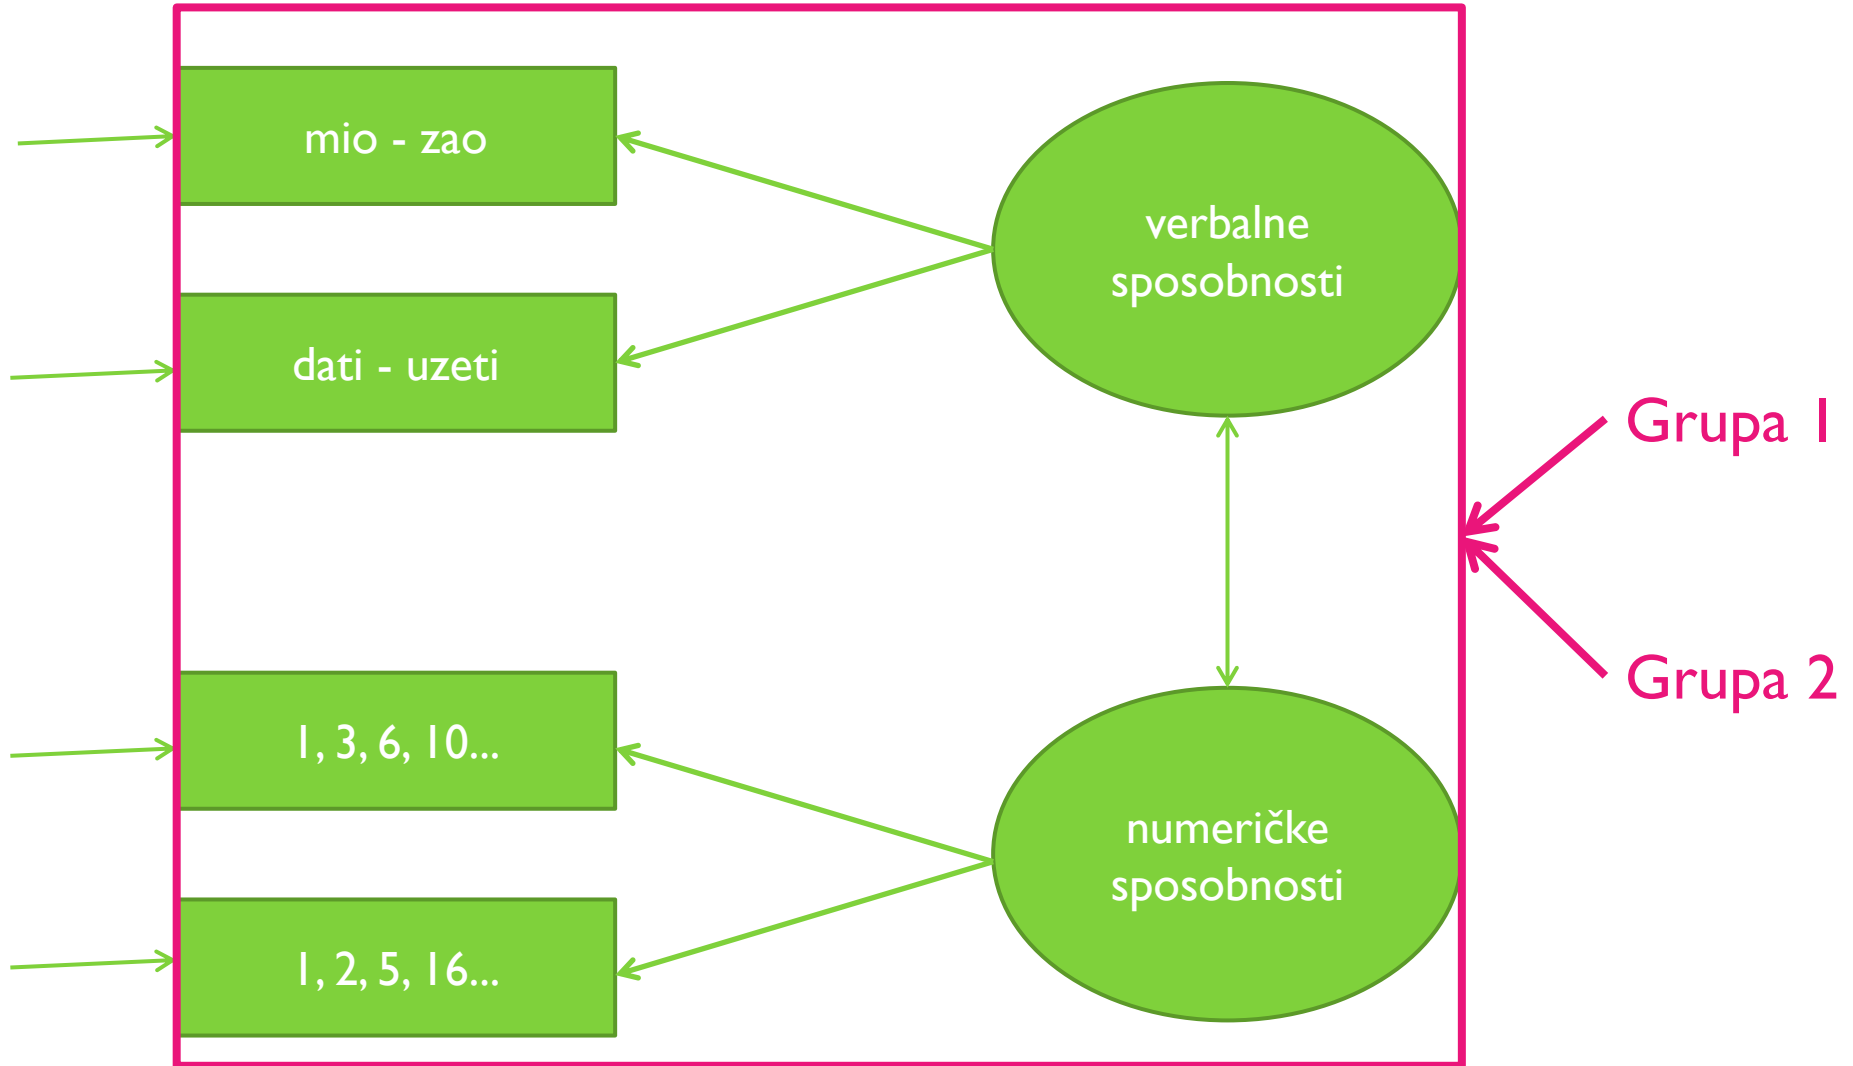 mio - zao
verbalne
sposobnosti
dati - uzeti
Grupa 1
Grupa 2
1, 3, 6, 10...
numeričke
sposobnosti
1, 2, 5, 16...